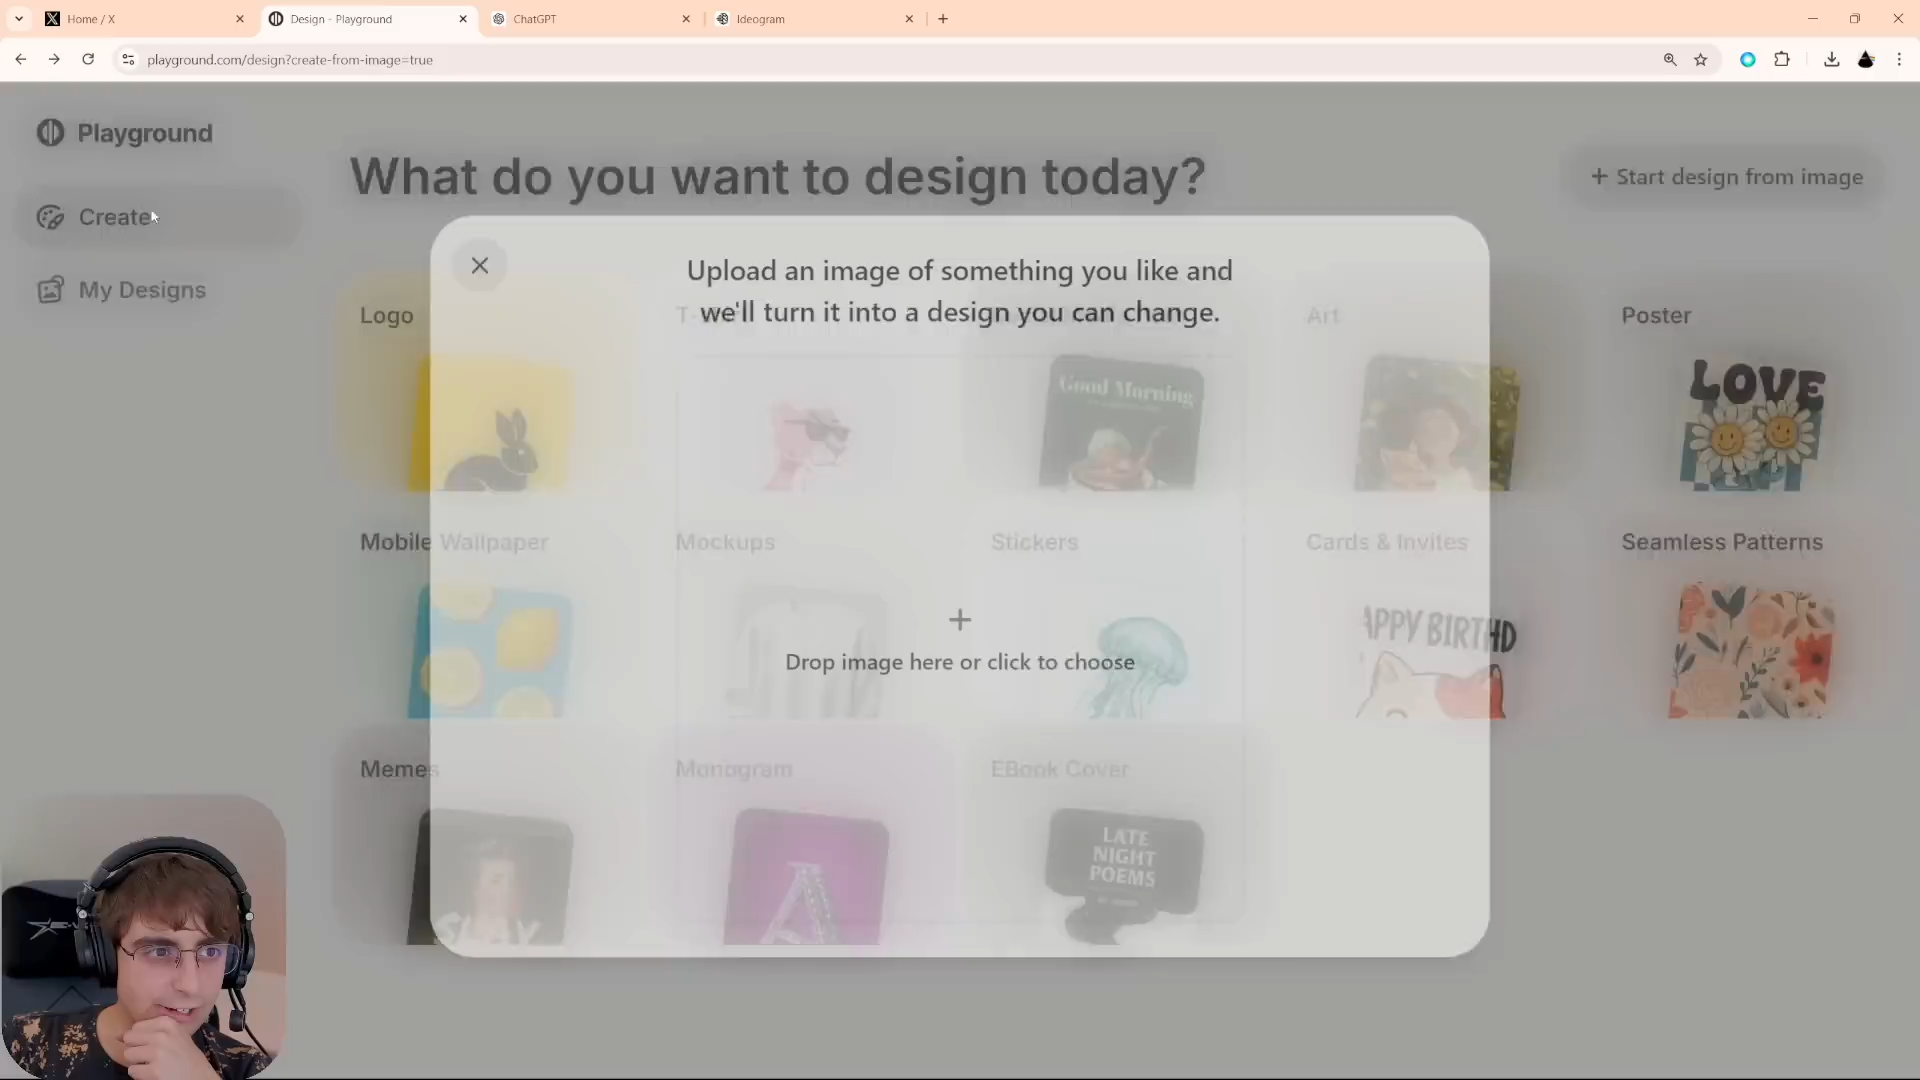 Home / X
Design - Playground
ChatGPT
Ideogram
playground.com/design?create-from-image=true
Playground
What do you want to design today?
+ Start design from image
Create
My Designs
Upload an image of something you like and
we'll turn it into a design you can change.
Logo
Art
Poster
Good Morning
LOVE
Mobile Wallpaper
Mockups
Stickers
Cards & Invites
Seamless Patterns
Drop image here or click to choose
APPY BIRTHD
Memes
Monogram
EBook Cover
LATE
NIGHT
POEMS
A